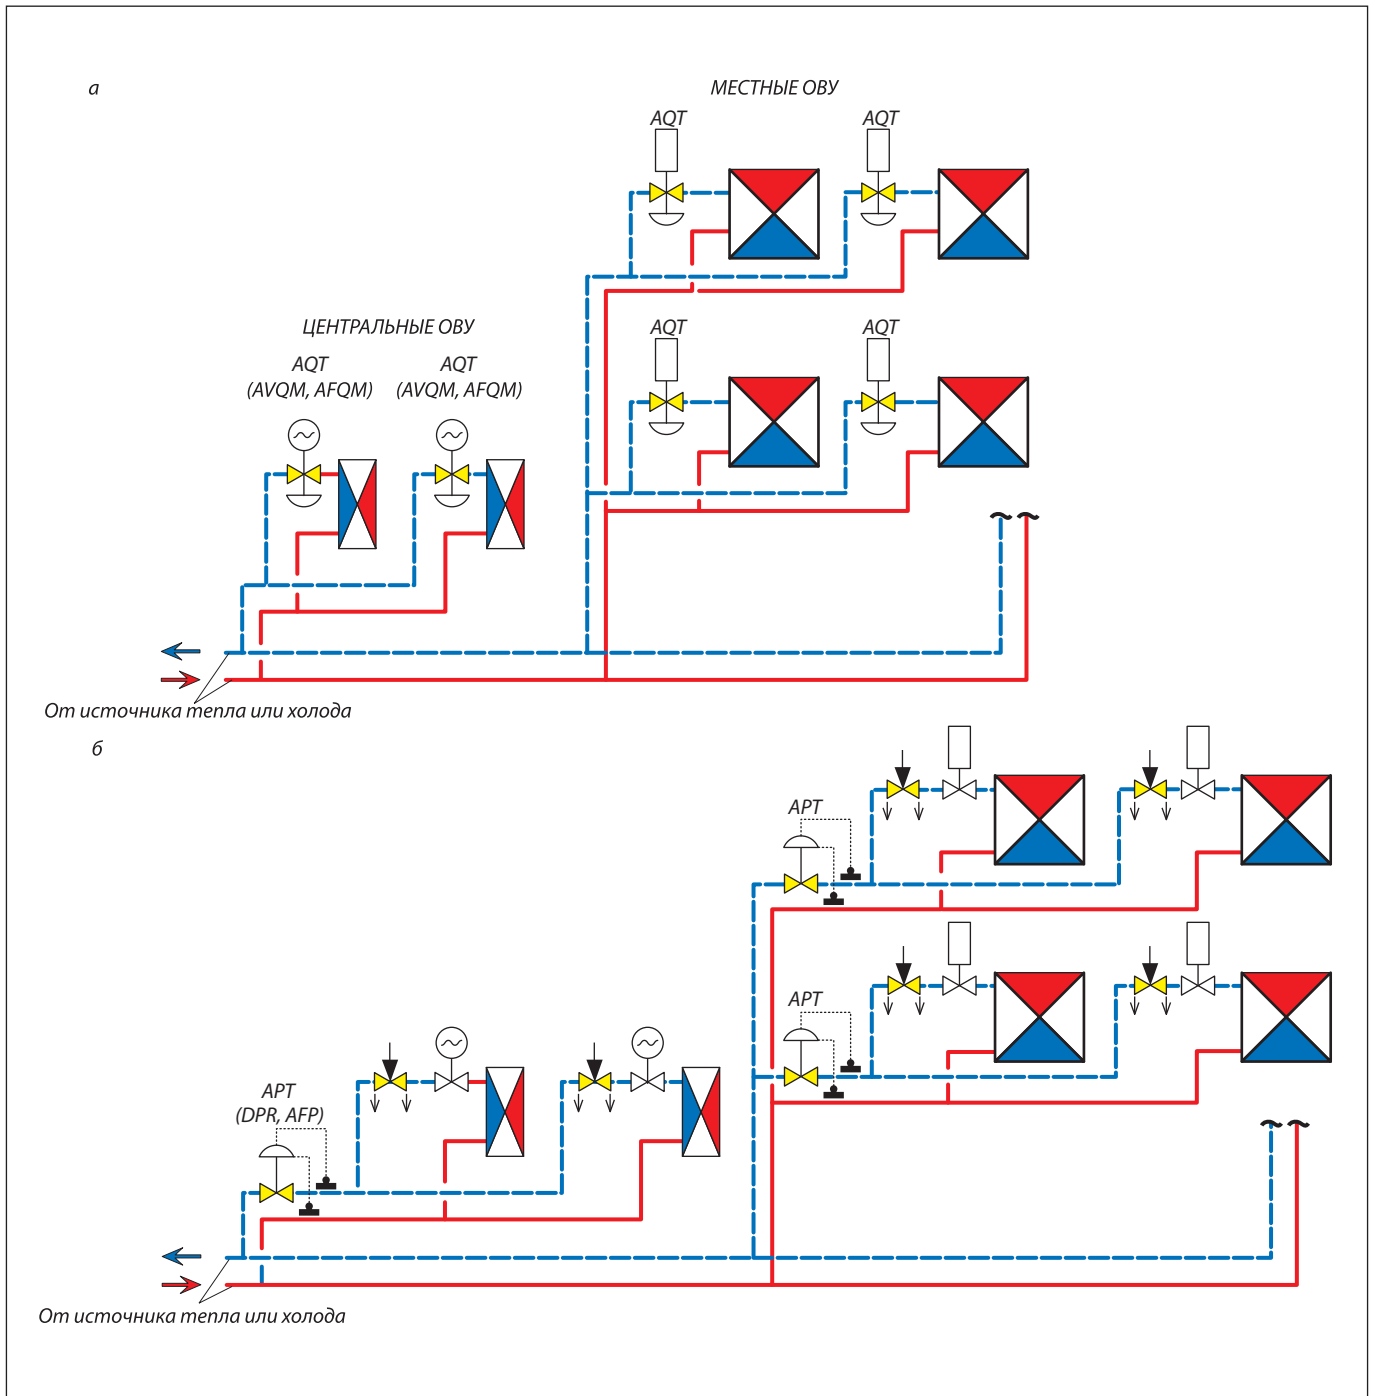 а
МЕСТНЫЕ ОВУ
AQT
AQT
ЦЕНТРАЛЬНЫЕ ОВУ
AQT
AQT
AQT
(AVQM, AFQM)
AQT
(AVQM, AFQM)
От источника тепла или холода
б
APT
APT
APT
(DPR, AFP)
От источника тепла или холода